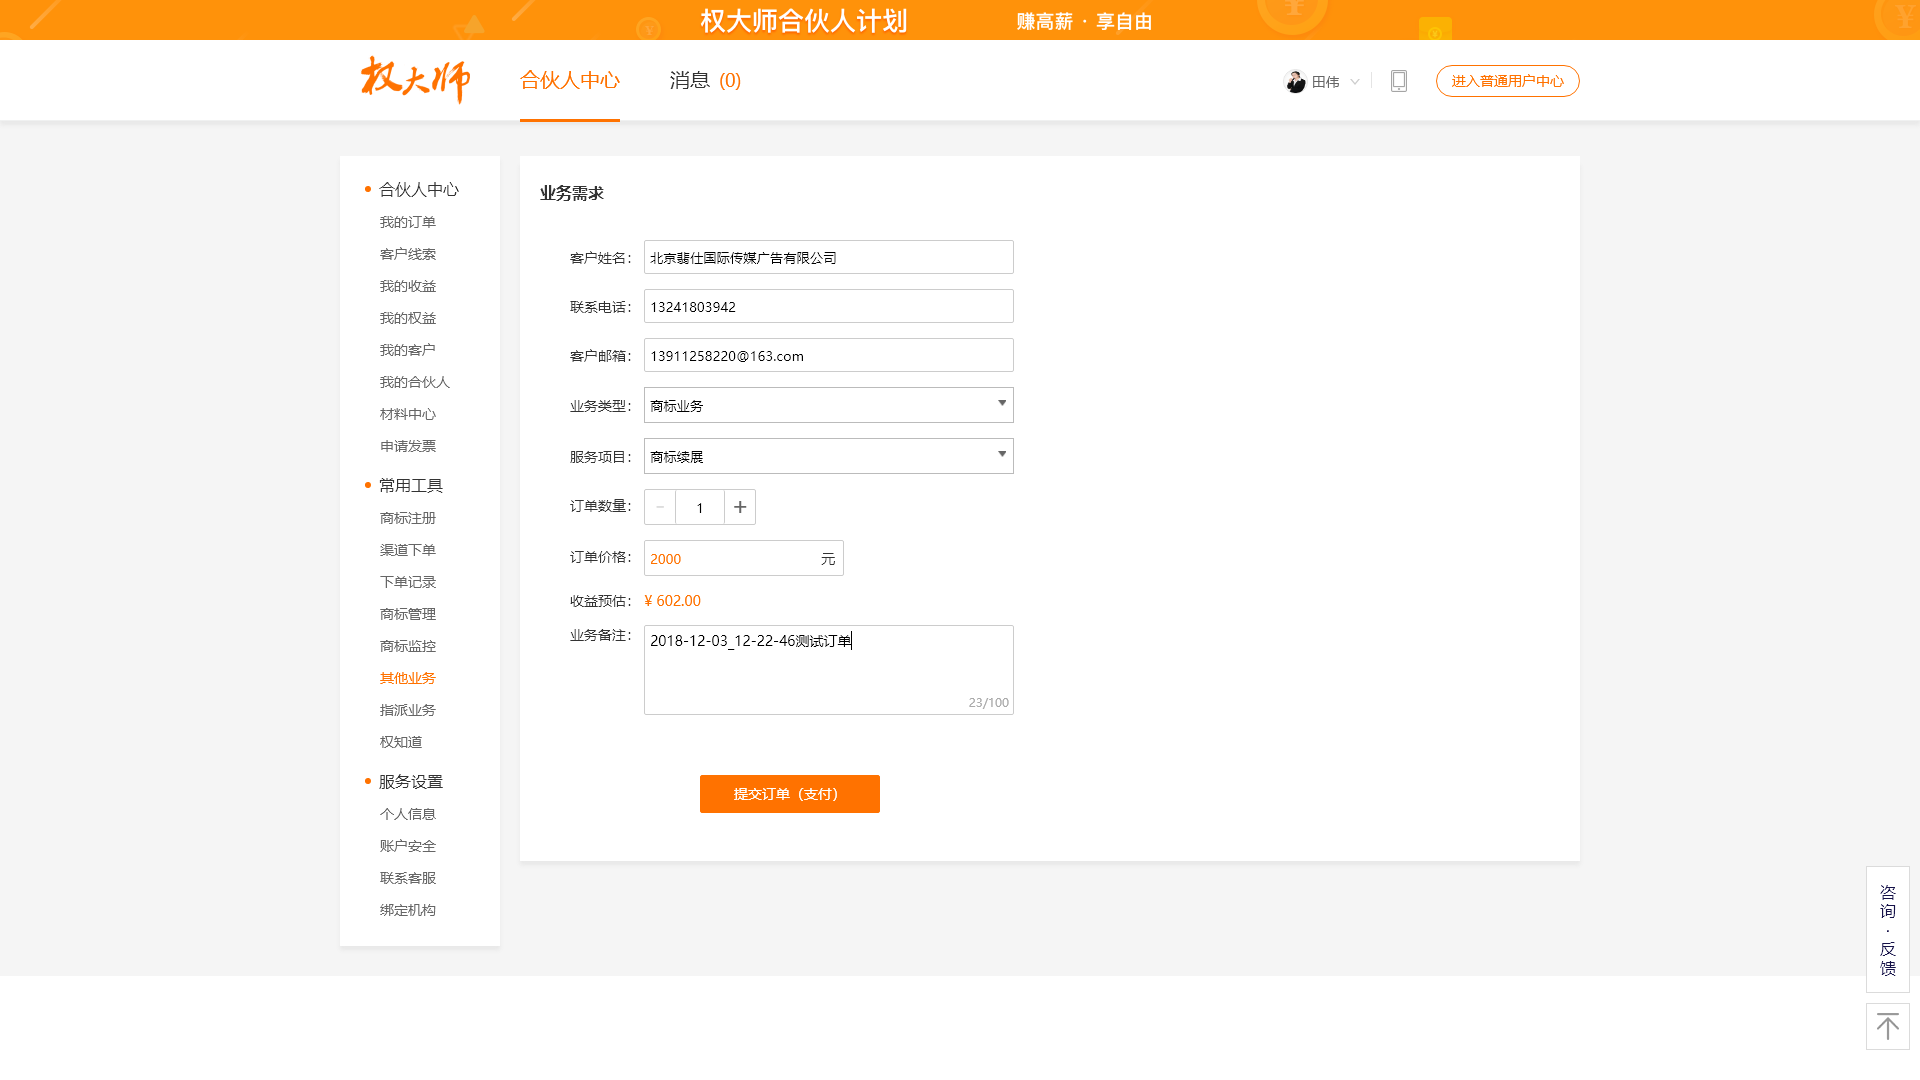 权大师合伙人计划
赚高薪 · 享自由
权大师
合伙人中心
消息 (0)
田伟
进入普通用户中心
合伙人中心
我的订单
客户线索
我的收益
我的权益
我的客户
我的合伙人
材料中心
申请发票
常用工具
商标注册
渠道下单
下单记录
商标管理
商标监控
其他业务
指派业务
权知道
服务设置
个人信息
账户安全
联系客服
绑定机构
业务需求
客户姓名： 北京翡仕国际传媒广告有限公司
联系电话： 13241803942
客户邮箱： 13911258220@163.com
业务类型： 商标业务
服务项目： 商标续展
订单数量： － 1 +
订单价格： 2000 元
收益预估： ¥ 602.00
业务备注： 2018-12-03_12-22-46测试订单
23/100
提交订单（支付）
咨
询
·
反
馈